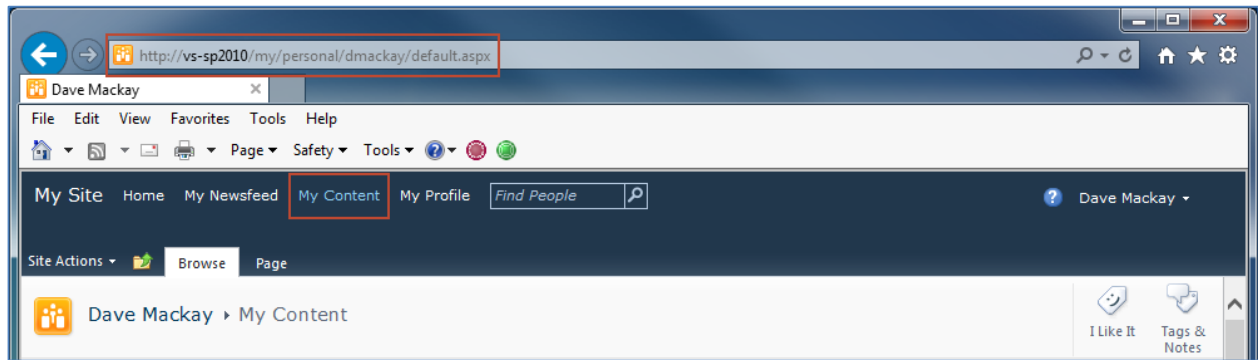 http://vs-sp2010/my/personal/dmackay/default.aspx
Dave Mackay
File Edit View Favorites Tools Help
Page Safety Tools
My Site Home My Newsfeed My Content My Profile Find People Dave Mackay
Site Actions Browse Page
Dave Mackay My Content
I Like It
Tags &
Notes